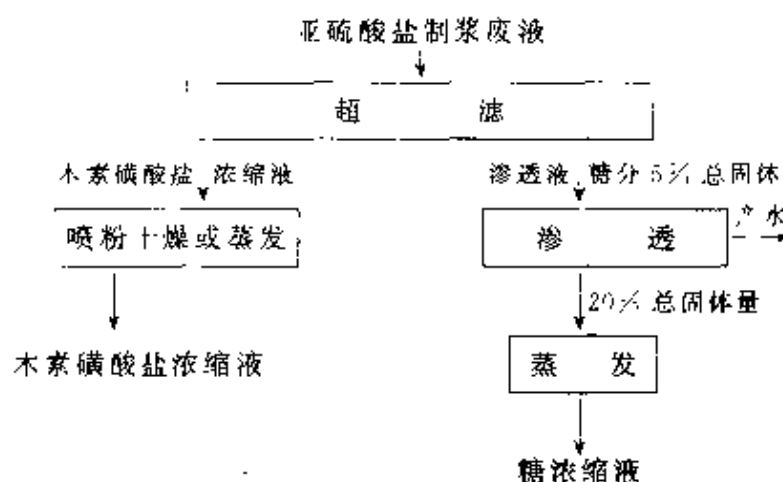 亚硫酸盐制浆废液
超 滤
木素磺酸盐 浓缩液
渗透液 糖分5% 总固体
产水
喷粉干燥或蒸发
渗 透
20% 总固体量
木素磺酸盐浓缩液
蒸 发
糖浓缩液